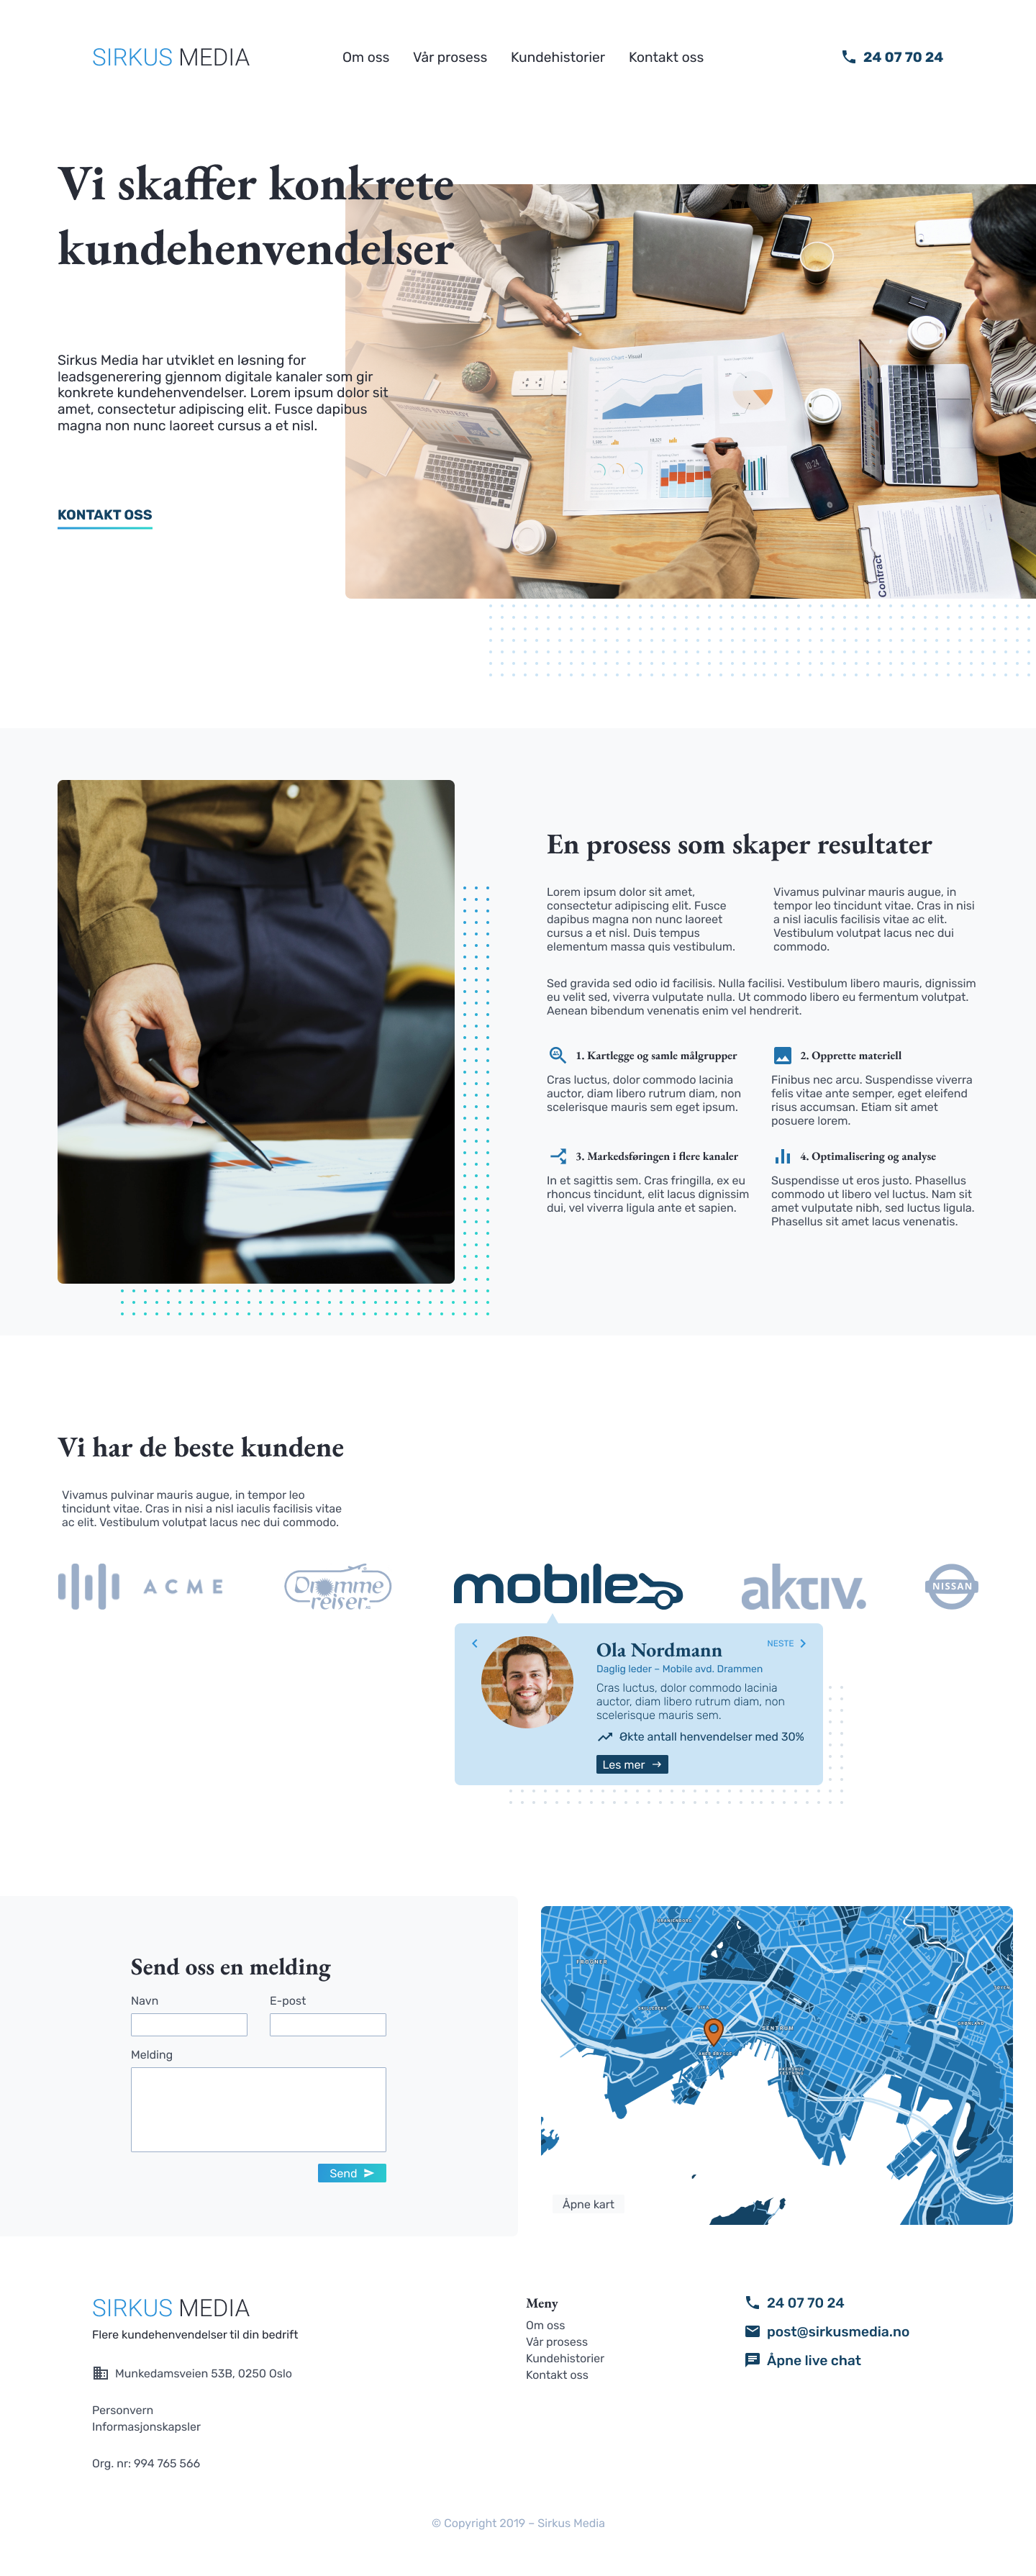 SIRKUS MEDIA
Om oss
Vår prosess
Kundehistorier
Kontakt oss
24 07 70 24
Vi skaffer konkrete
kundehenvendelser
Sirkus Media har utviklet en løsning for
leadsgenerering gjennom digitale kanaler som gir
konkrete kundehenvendelser. Lorem ipsum dolor sit
amet, consectetur adipiscing elit. Fusce dapibus
magna non nunc laoreet cursus a et nisl.
KONTAKT OSS
Business Chart - Visual
Contract
En prosess som skaper resultater
Lorem ipsum dolor sit amet,
consectetur adipiscing elit. Fusce
dapibus magna non nunc laoreet
cursus a et nisl. Duis tempus
elementum massa quis vestibulum.
Vivamus pulvinar mauris augue, in
tempor leo tincidunt vitae. Cras in nisi
a nisl iaculis facilisis vitae ac elit.
Vestibulum volutpat lacus nec dui
commodo.
Sed gravida sed odio id facilisis. Nulla facilisi. Vestibulum libero mauris, dignissim
eu velit sed, viverra vulputate nulla. Ut commodo libero eu fermentum volutpat.
Aenean bibendum venenatis enim vel hendrerit.
1. Kartlegge og samle målgrupper
Cras luctus, dolor commodo lacinia
auctor, diam libero rutrum diam, non
scelerisque mauris sem eget ipsum.
2. Opprette materiell
Finibus nec arcu. Suspendisse viverra
felis vitae ante semper, eget eleifend
risus accumsan. Etiam sit amet
posuere lorem.
3. Markedsføringen i flere kanaler
In et sagittis sem. Cras fringilla, ex eu
rhoncus tincidunt, elit lacus dignissim
dui, vel viverra ligula ante et sapien.
4. Optimalisering og analyse
Suspendisse ut eros justo. Phasellus
commodo ut libero vel luctus. Nam sit
amet vulputate nibh, sed luctus ligula.
Phasellus sit amet lacus venenatis.
Vi har de beste kundene
Vivamus pulvinar mauris augue, in tempor leo
tincidunt vitae. Cras in nisi a nisl iaculis facilisis vitae
ac elit. Vestibulum volutpat lacus nec dui commodo.
ACME
Drømme
reiser AS
mobile
aktiv.
NISSAN
Ola Nordmann
NESTE
Daglig leder – Mobile avd. Drammen
Cras luctus, dolor commodo lacinia
auctor, diam libero rutrum diam, non
scelerisque mauris sem.
Økte antall henvendelser med 30%
Les mer
Send oss en melding
Navn
E-post
Melding
Send
FROGNER
SENTRUM
AKER BRYGGE
GRØNLAND
Åpne kart
SIRKUS MEDIA
Flere kundehenvendelser til din bedrift
Munkedamsveien 53B, 0250 Oslo
Personvern
Informasjonskapsler
Org. nr: 994 765 566
Meny
Om oss
Vår prosess
Kundehistorier
Kontakt oss
24 07 70 24
post@sirkusmedia.no
Åpne live chat
© Copyright 2019 – Sirkus Media